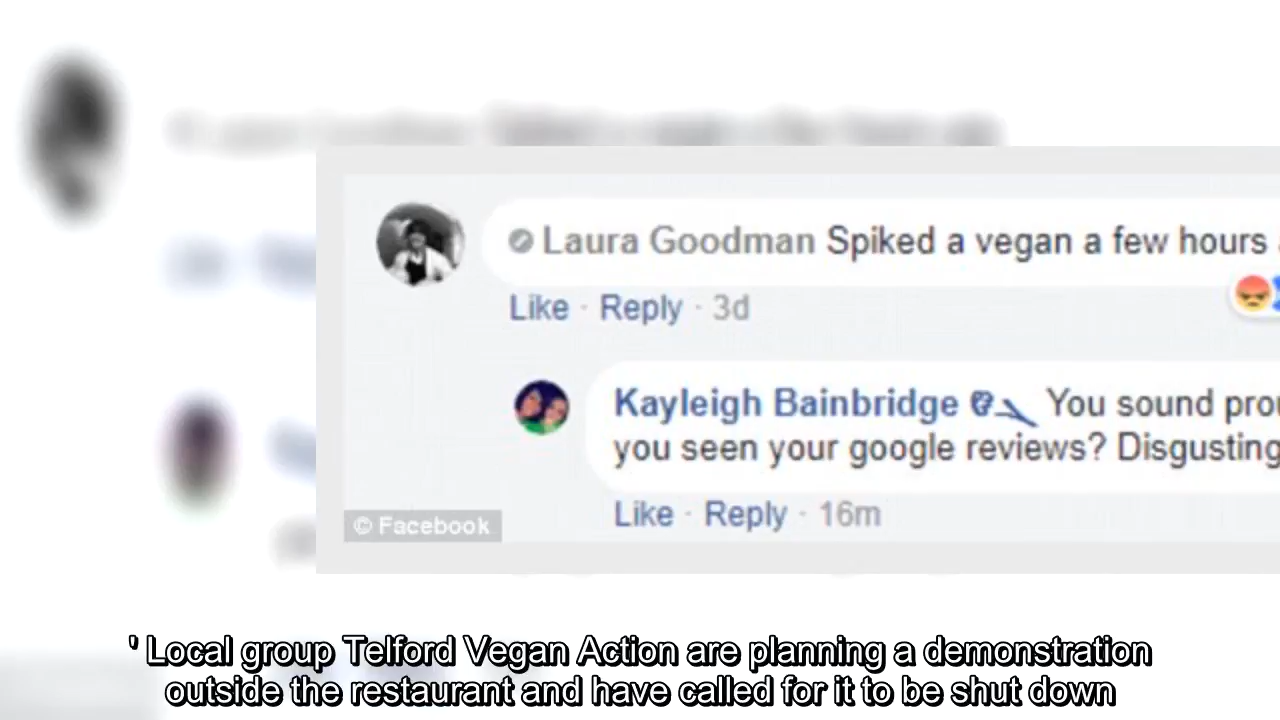 Laura Goodman Spiked a vegan a few hours
Like · Reply · 3d
Kayleigh Bainbridge You sound
you seen your google reviews? Disgusting
Like · Reply · 16m
© Facebook
' Local group Telford Vegan Action are planning a demonstration
outside the restaurant and have called for it to be shut down